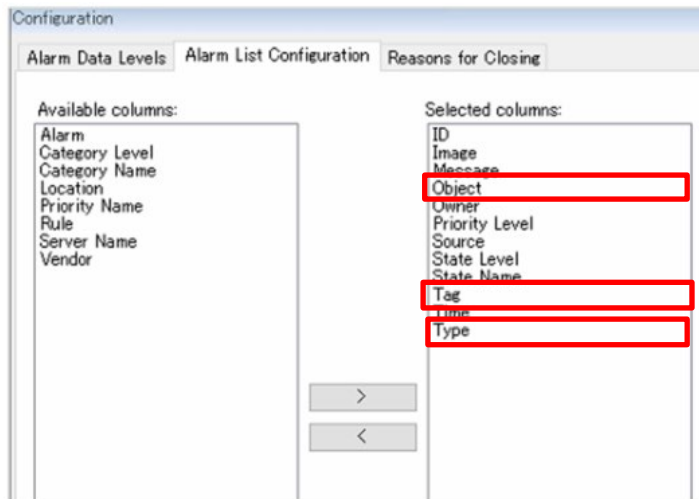 Configuration
Alarm Data Levels
Alarm List Configuration
Reasons for Closing
Available columns:
Alarm
Category Level
Category Name
Location
Priority Name
Rule
Server Name
Vendor
Selected columns:
ID
Image
Message
Object
Owner
Priority Level
Source
State Level
State Name
Tag
Time
Type
>
<